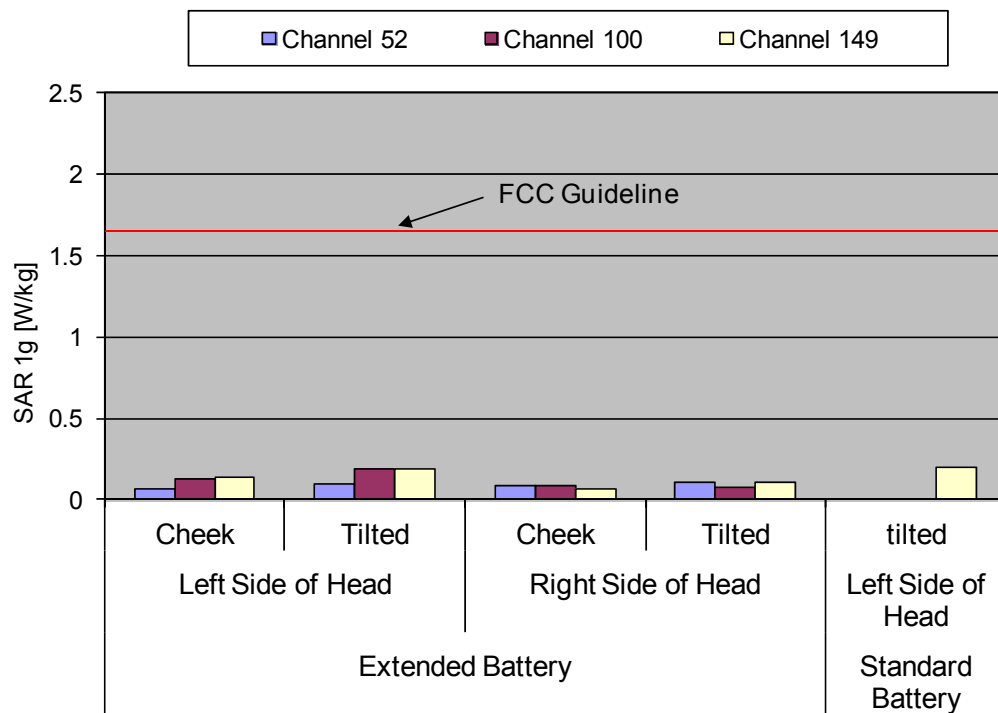 Channel 52 Channel 100 Channel 149
SAR 1g [W/kg]
2.5
2
1.5
1
0.5
0
FCC Guideline
Cheek Tilted Cheek Tilted tilted
Left Side of Head Right Side of Head Left Side of
Head
Extended Battery Standard
Battery